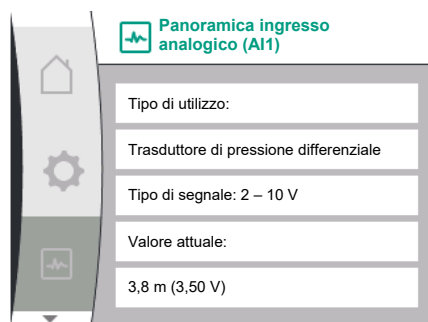 Panoramica ingresso
analogico (AI1)
Tipo di utilizzo:
Trasduttore di pressione differenziale
Tipo di segnale: 2 – 10 V
Valore attuale:
3,8 m (3,50 V)